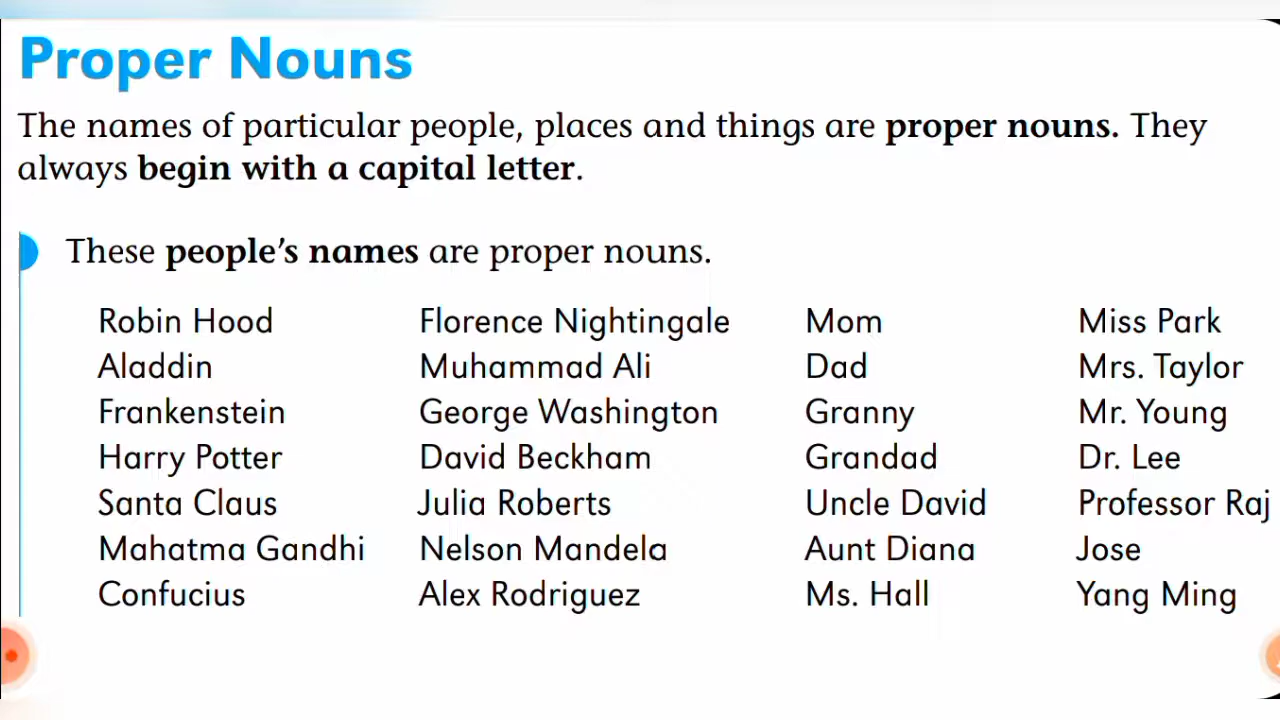 Proper Nouns
The names of particular people, places and things are proper nouns. They
always begin with a capital letter.
These people's names are proper nouns.
Robin Hood Florence Nightingale Mom Miss Park
Aladdin Muhammad Ali Dad Mrs. Taylor
Frankenstein George Washington Granny Mr. Young
Harry Potter David Beckham Grandad Dr. Lee
Santa Claus Julia Roberts Uncle David Professor Raj
Mahatma Gandhi Nelson Mandela Aunt Diana Jose
Confucius Alex Rodriguez Ms. Hall Yang Ming